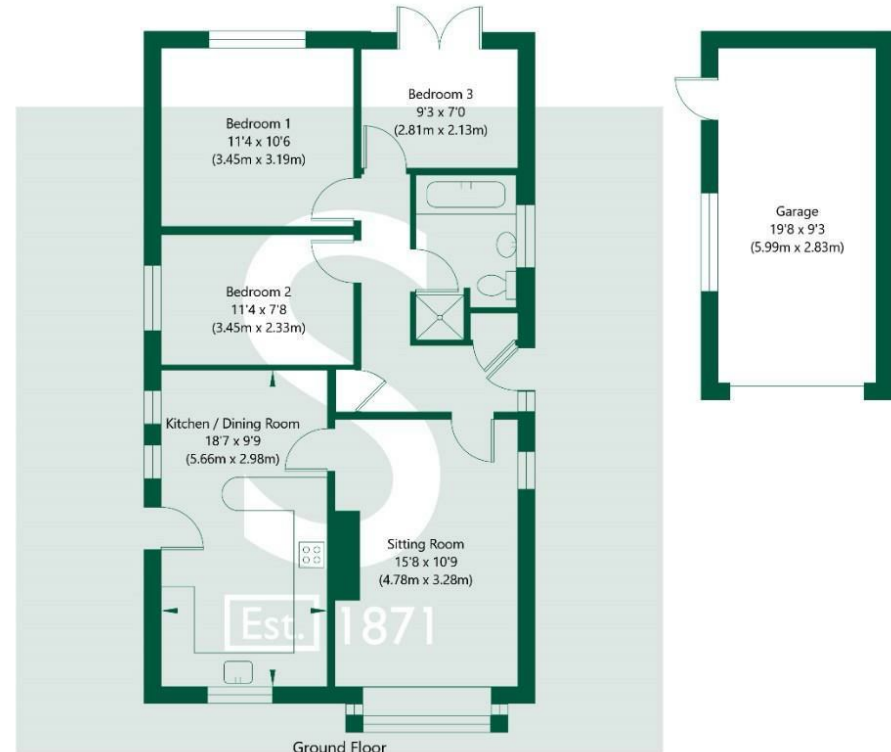 Bedroom 1
11'4 x 10'6
(3.45m x 3.19m)
Bedroom 3
9'3 x 7'0
(2.81m x 2.13m)
Garage
19'8 x 9'3
(5.99m x 2.83m)
Bedroom 2
11'4 x 7'8
(3.45m x 2.33m)
Kitchen / Dining Room
18'7 x 9'9
(5.66m x 2.98m)
Sitting Room
15'8 x 10'9
(4.78m x 3.28m)
S
Est. 1871
Ground Floor